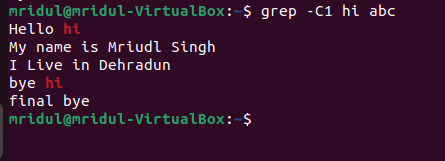 mridul@mridul-VirtualBox:~$ grep -C1 hi abc
Hello hi
My name is Mriudl Singh
I Live in Dehradun
bye hi
final bye
mridul@mridul-VirtualBox:~$